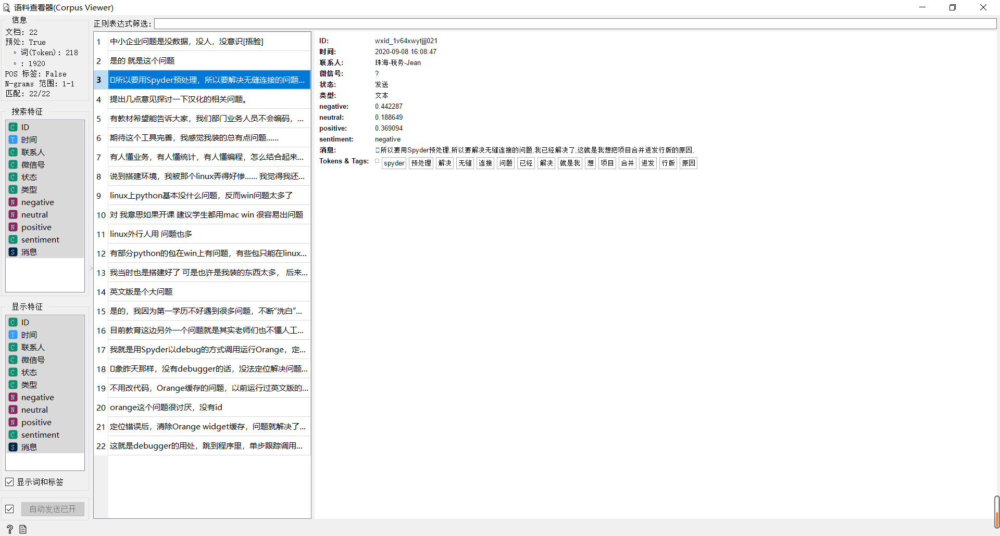 语料查看器(Corpus Viewer)
信息
文档: 22
预处: True
◦ 词(Token): 218
◦ : 1920
POS 标签: False
N-grams 范围: 1-1
匹配: 22/22
搜索特征
C ID
T 时间
C 联系人
C 微信号
C 状态
C 类型
N negative
N neutral
N positive
C sentiment
S 消息
显示特征
C ID
T 时间
C 联系人
C 微信号
C 状态
C 类型
N negative
N neutral
N positive
C sentiment
S 消息
显示词和标签
自动发送已开
正则表达式筛选:
1 中小企业问题是没数据，没人，没意识[捂脸]
2 是的 就是这个问题
3 所以要用Spyder预处理，所以要解决无缝连接的问题...
4 提出几点意见探讨一下汉化的相关问题。
5 有教材希望能告诉大家，我们部门业务人员不会编码，...
6 期待这个工具完善，我感觉我装的总有点问题......
7 有人懂业务，有人懂统计，有人懂编程，怎么结合起来...
8 说到搭建环境，我被那个linux弄得好惨...... 我觉得我还...
9 linux上python基本没什么问题，反而win问题太多了
10 对 我意思如果开课 建议学生都用mac win 很容易出问题
11 linux外行人用 问题也多
12 有部分python的包在win上有问题，有些包只能在linux...
13 我当时也是搭建好了 可是也许是我装的东西太多， 后来...
14 英文版是个大问题
15 是的，我因为第一学历不好遇到很多问题，不断“洗白”...
16 目前教育这边另外一个问题就是其实老师们也不懂人工...
17 我就是用Spyder以debug的方式调用运行Orange，定...
18 象昨天那样，没有debugger的话，没法定位解决问题...
19 不用改代码，Orange缓存的问题，以前运行过英文版的...
20 orange这个问题很讨厌，没有id
21 定位错误后，清除Orange widget缓存，问题就解决了...
22 这就是debugger的用处，跳到程序里，单步跟踪调用...
ID: wxid_1v64xwytjjj021
时间: 2020-09-08 16:08:47
联系人: 珠海-税务-Jean
微信号: ?
状态: 发送
类型: 文本
negative: 0.442287
neutral: 0.188649
positive: 0.369094
sentiment: negative
消息: 所以要用Spyder预处理,所以要解决无缝连接的问题,我已经解决了,这就是我想把项目合并进发行版的原因,
Tokens & Tags: spyder 预处理 解决 无缝 连接 问题 已经 解决 就是我 想 项目 合并 进发 行版 原因